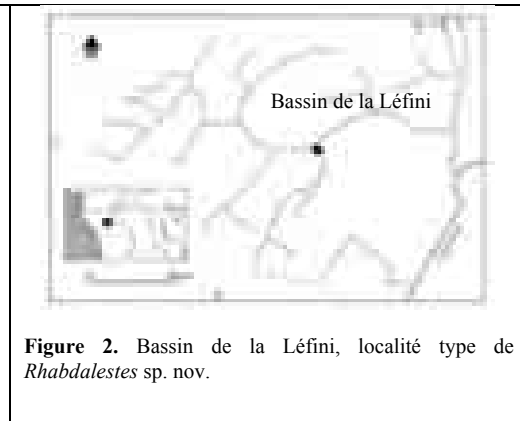 Bassin de la Léfini
Figure 2. Bassin de la Léfini, localité type de
Rhabdalestes sp. nov.